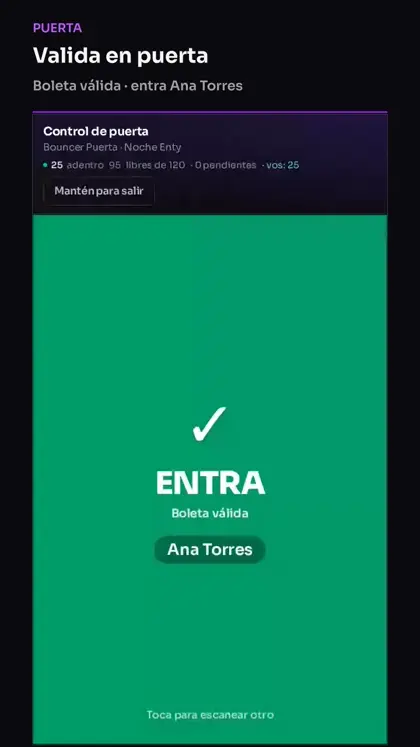 PUERTA
Valida en puerta
Boleta válida · entra Ana Torres
Control de puerta
Bouncer Puerta · Noche Enty
25 adentro 95 libres de 120 · 0 pendientes · vos: 25
Mantén para salir
✓
ENTRA
Boleta válida
Ana Torres
Toca para escanear otro